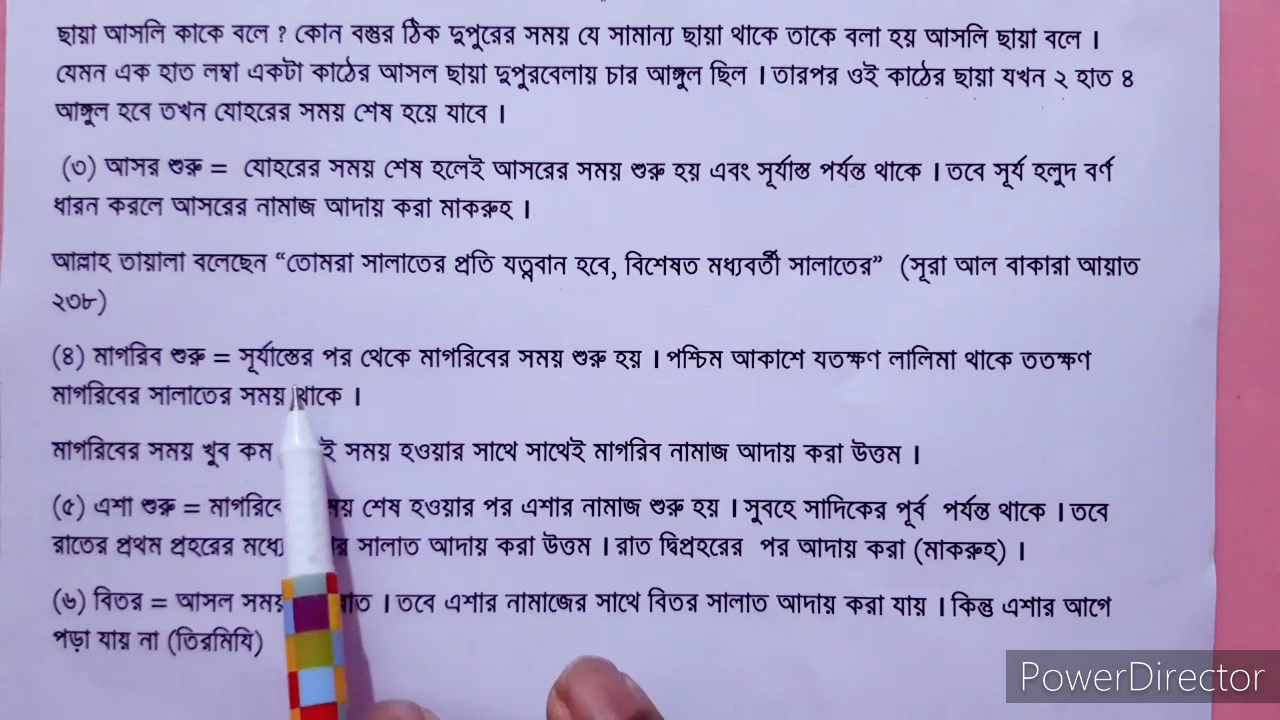 ছায়া আসলি কাকে বলে ? কোন বস্তুর ঠিক দুপুরের সময় যে সামান্য ছায়া থাকে তাকে বলা হয় আসলি ছায়া বলে ।
যেমন এক হাত লম্বা একটা কাঠের আসল ছায়া দুপুরবেলায় চার আঙ্গুল ছিল । তারপর ওই কাঠের ছায়া যখন ২ হাত ৪
আঙ্গুল হবে তখন যোহরের সময় শেষ হয়ে যাবে ।
(৩) আসর শুরু = যোহরের সময় শেষ হলেই আসরের সময় শুরু হয় এবং সূর্যাস্ত পর্যন্ত থাকে । তবে সূর্য হলুদ বর্ণ
ধারন করলে আসরের নামাজ আদায় করা মাকরুহ ।
আল্লাহ তায়ালা বলেছেন “তোমরা সালাতের প্রতি যত্নবান হবে, বিশেষত মধ্যবর্তী সালাতের” (সূরা আল বাকারা আয়াত
২৩৮)
(৪) মাগরিব শুরু = সূর্যাস্তের পর থেকে মাগরিবের সময় শুরু হয় । পশ্চিম আকাশে যতক্ষণ লালিমা থাকে ততক্ষণ
মাগরিবের সালাতের সময় থাকে ।
মাগরিবের সময় খুব কম সময় হওয়ার সাথে সাথেই মাগরিব নামাজ আদায় করা উত্তম ।
(৫) এশা শুরু = শেষ হওয়ার পর এশার নামাজ শুরু হয় । সুবহে সাদিকের পূর্ব পর্যন্ত থাকে । তবে
রাতের প্রথম প্রহরের মধ্যে সালাত আদায় করা উত্তম । রাত দ্বিপ্রহরের পর আদায় করা (মাকরুহ) ।
(৬) বিতর = আসল সময় । তবে এশার নামাজের সাথে বিতর সালাত আদায় করা যায় । কিন্তু এশার আগে
পড়া যায় না (তিরমিযি)
PowerDirector